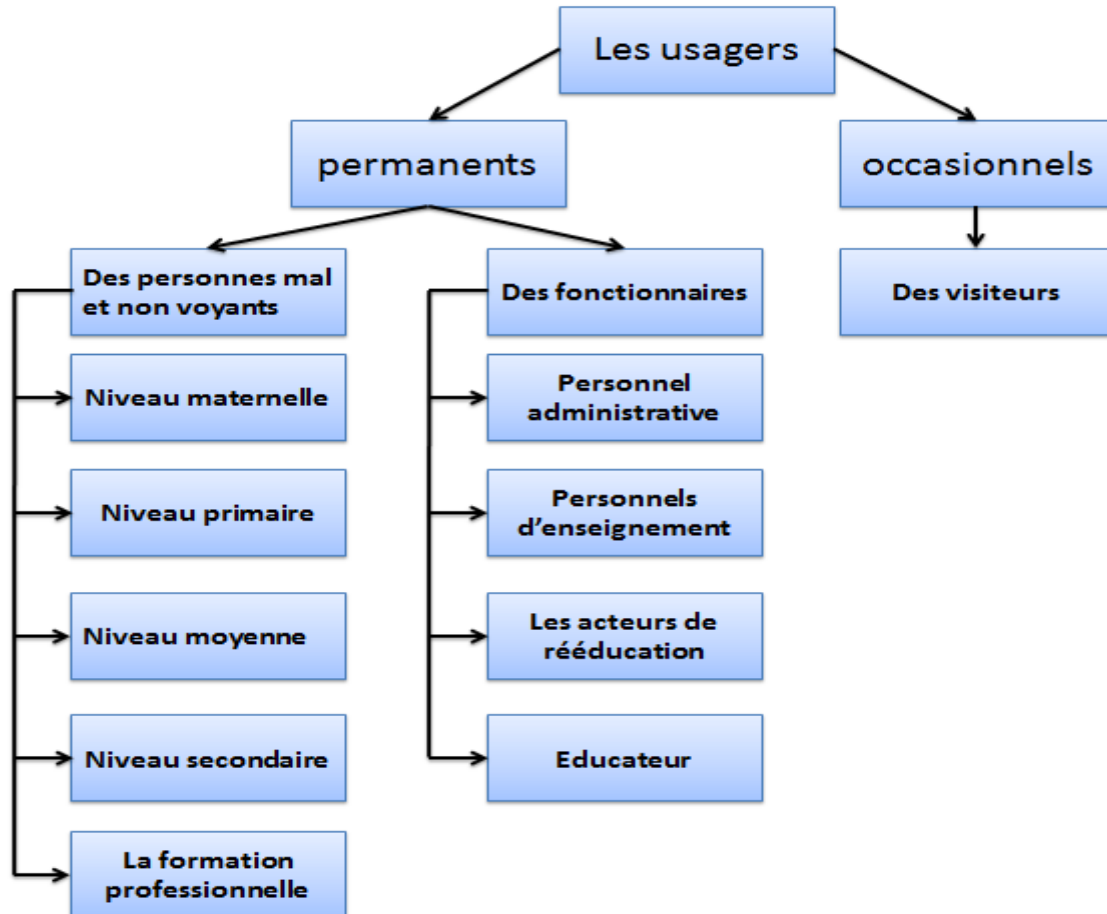 Les usagers
permanents
occasionnels
Des personnes mal
et non voyants
Des fonctionnaires
Des visiteurs
Niveau maternelle
Personnel
administrative
Niveau primaire
Personnels
d’enseignement
Niveau moyenne
Les acteurs de
rééducation
Niveau secondaire
Educateur
La formation
professionnelle